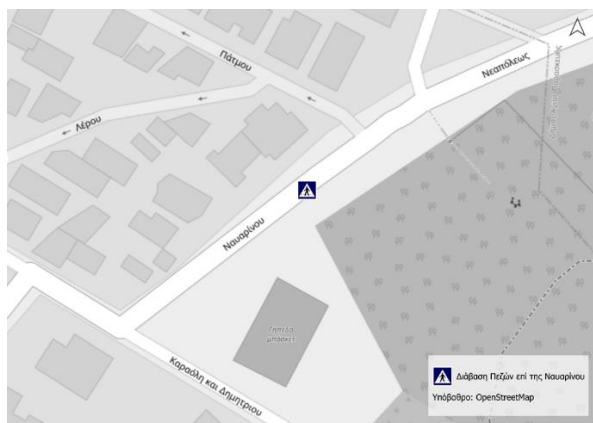 Πάτμου
Νεαπόλεως
Λέρου
Ναυαρίνου
Γήπεδο
μπάσκετ
Καραολή και Δημητρίου
Διάβαση Πεζών επί της Ναυαρίνου
Υπόβαθρο: OpenStreetMap